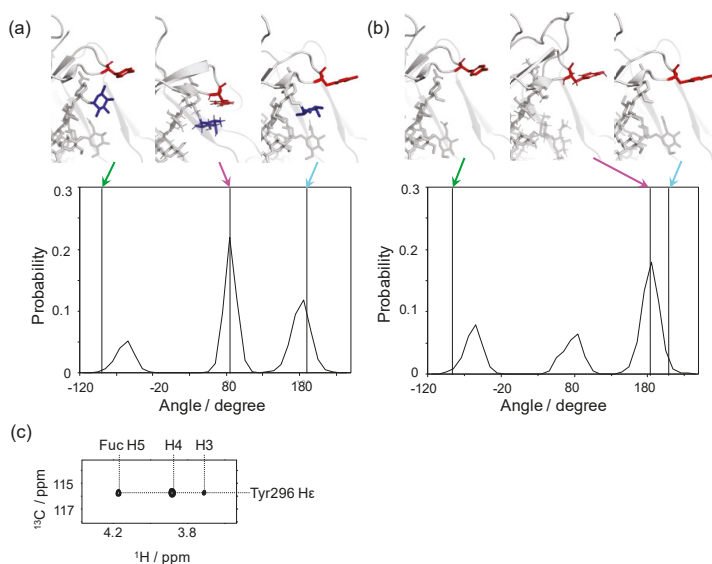 (a)
(b)
0.3
0.2
0.1
0
Probability
-120
-20
80
180
Angle / degree
0.3
0.2
0.1
0
Probability
-120
-20
80
180
Angle / degree
(c)
Fuc H5 H4 H3
115
117
¹³C / ppm
Tyr296 Hε
4.2 3.8
¹H / ppm